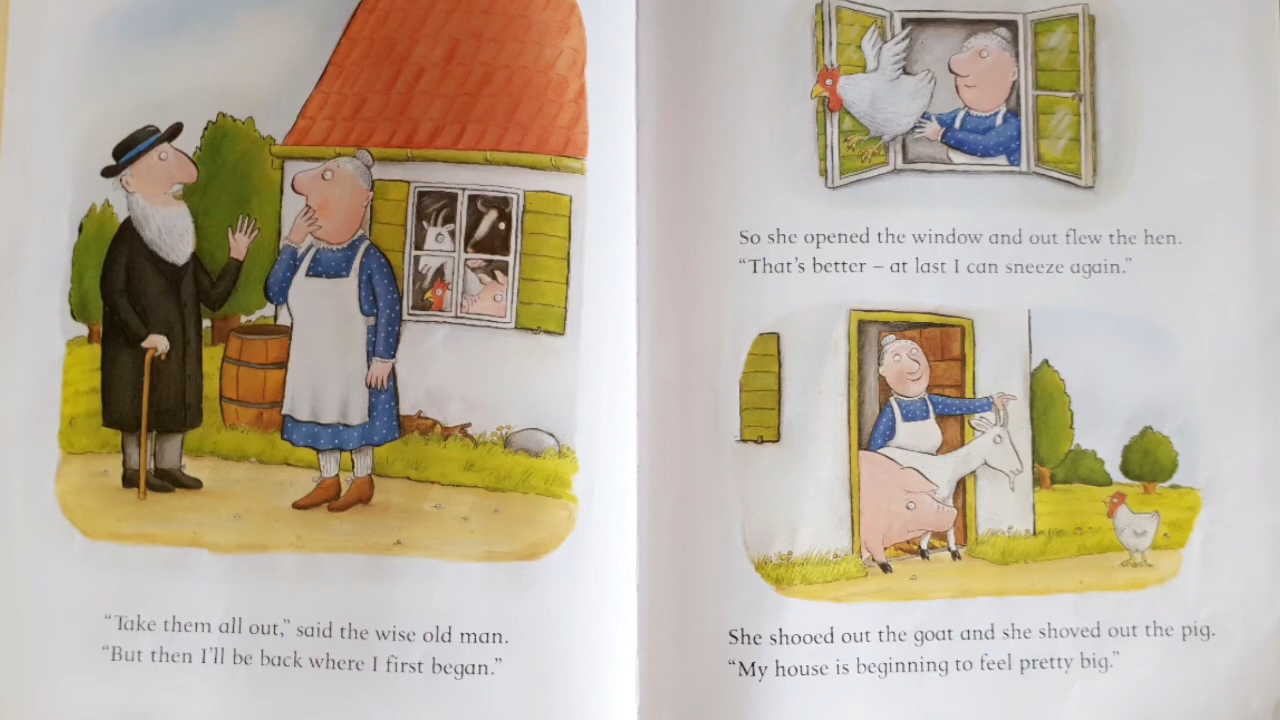 “Take them all out,” said the wise old man.
“But then I’ll be back where I first began.”
So she opened the window and out flew the hen.
“That’s better – at last I can sneeze again.”
She shooed out the goat and she shoved out the pig.
“My house is beginning to feel pretty big.”